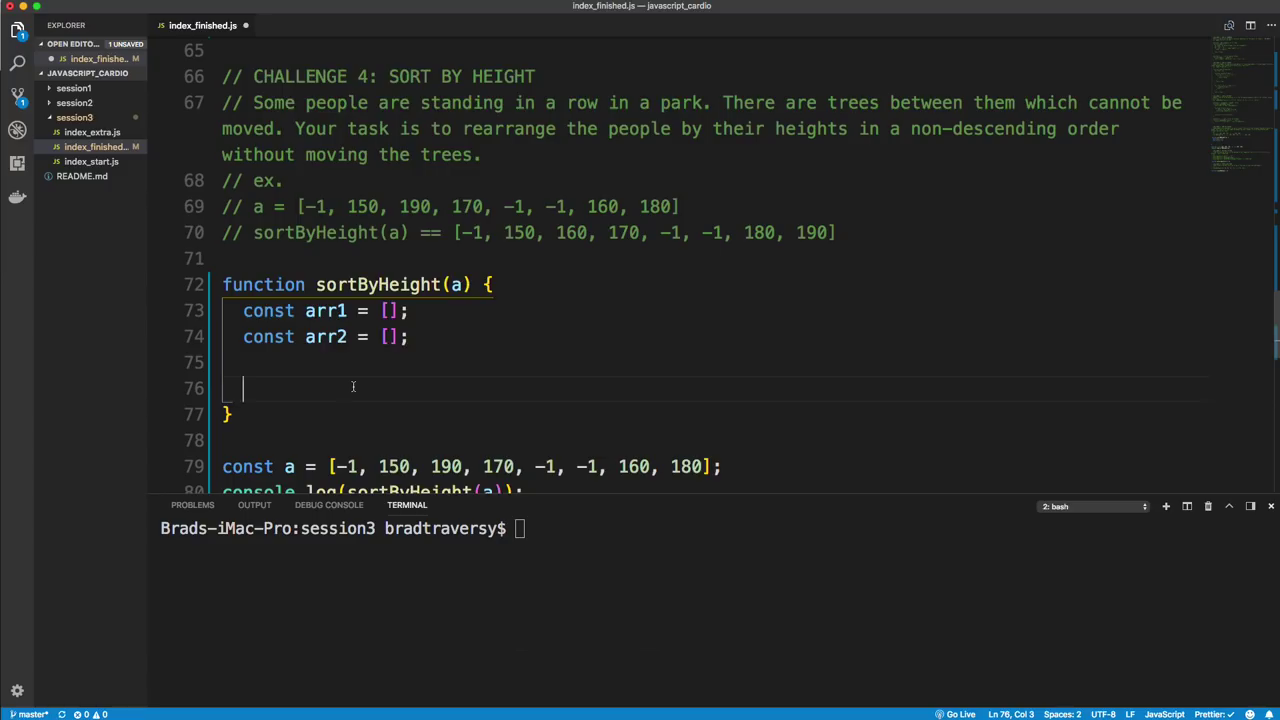 index_finished.js — javascript_cardio
EXPLORER
index_finished.js
OPEN EDITO... 1 UNSAVED
index_finishe... M
JAVASCRIPT_CARDIO
session1
session2
session3
index_extra.js
index_finished... M
index_start.js
README.md
65
66 // CHALLENGE 4: SORT BY HEIGHT
67 // Some people are standing in a row in a park. There are trees between them which cannot be
moved. Your task is to rearrange the people by their heights in a non-descending order
without moving the trees.
68 // ex.
69 // a = [-1, 150, 190, 170, -1, -1, 160, 180]
70 // sortByHeight(a) == [-1, 150, 160, 170, -1, -1, 180, 190]
71
72 function sortByHeight(a) {
73 const arr1 = [];
74 const arr2 = [];
75
76
77 }
78
79 const a = [-1, 150, 190, 170, -1, -1, 160, 180];
80 console.log(sortByHeight(a));
PROBLEMS OUTPUT DEBUG CONSOLE TERMINAL
2: bash
Brads-iMac-Pro:session3 bradtraversy$
master* 0 0
Go Live Ln 76, Col 3 Spaces: 2 UTF-8 LF JavaScript Prettier: ✓